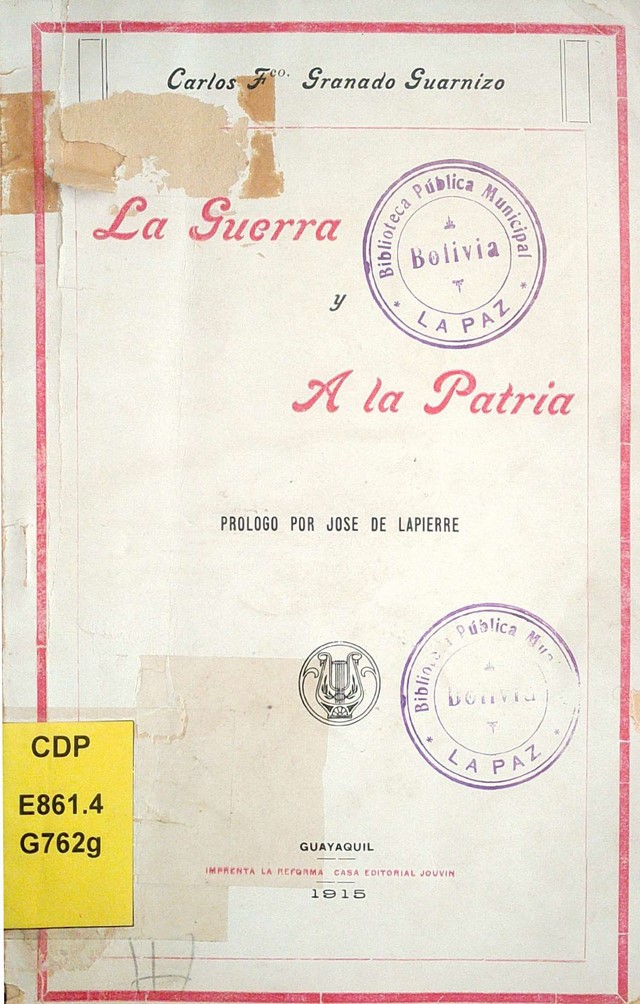 Carlos Fco. Granado Guarnizo
La Guerra
y
A la Patria
Biblioteca Pública Municipal
Bolivia
* LA PAZ *
PROLOGO POR JOSE DE LAPIERRE
Biblioteca Pública Mun
Bolivia
* LA PAZ *
CDP
E861.4
G762g
GUAYAQUIL
IMPRENTA LA REFORMA CASA EDITORIAL JOUVIN
1915